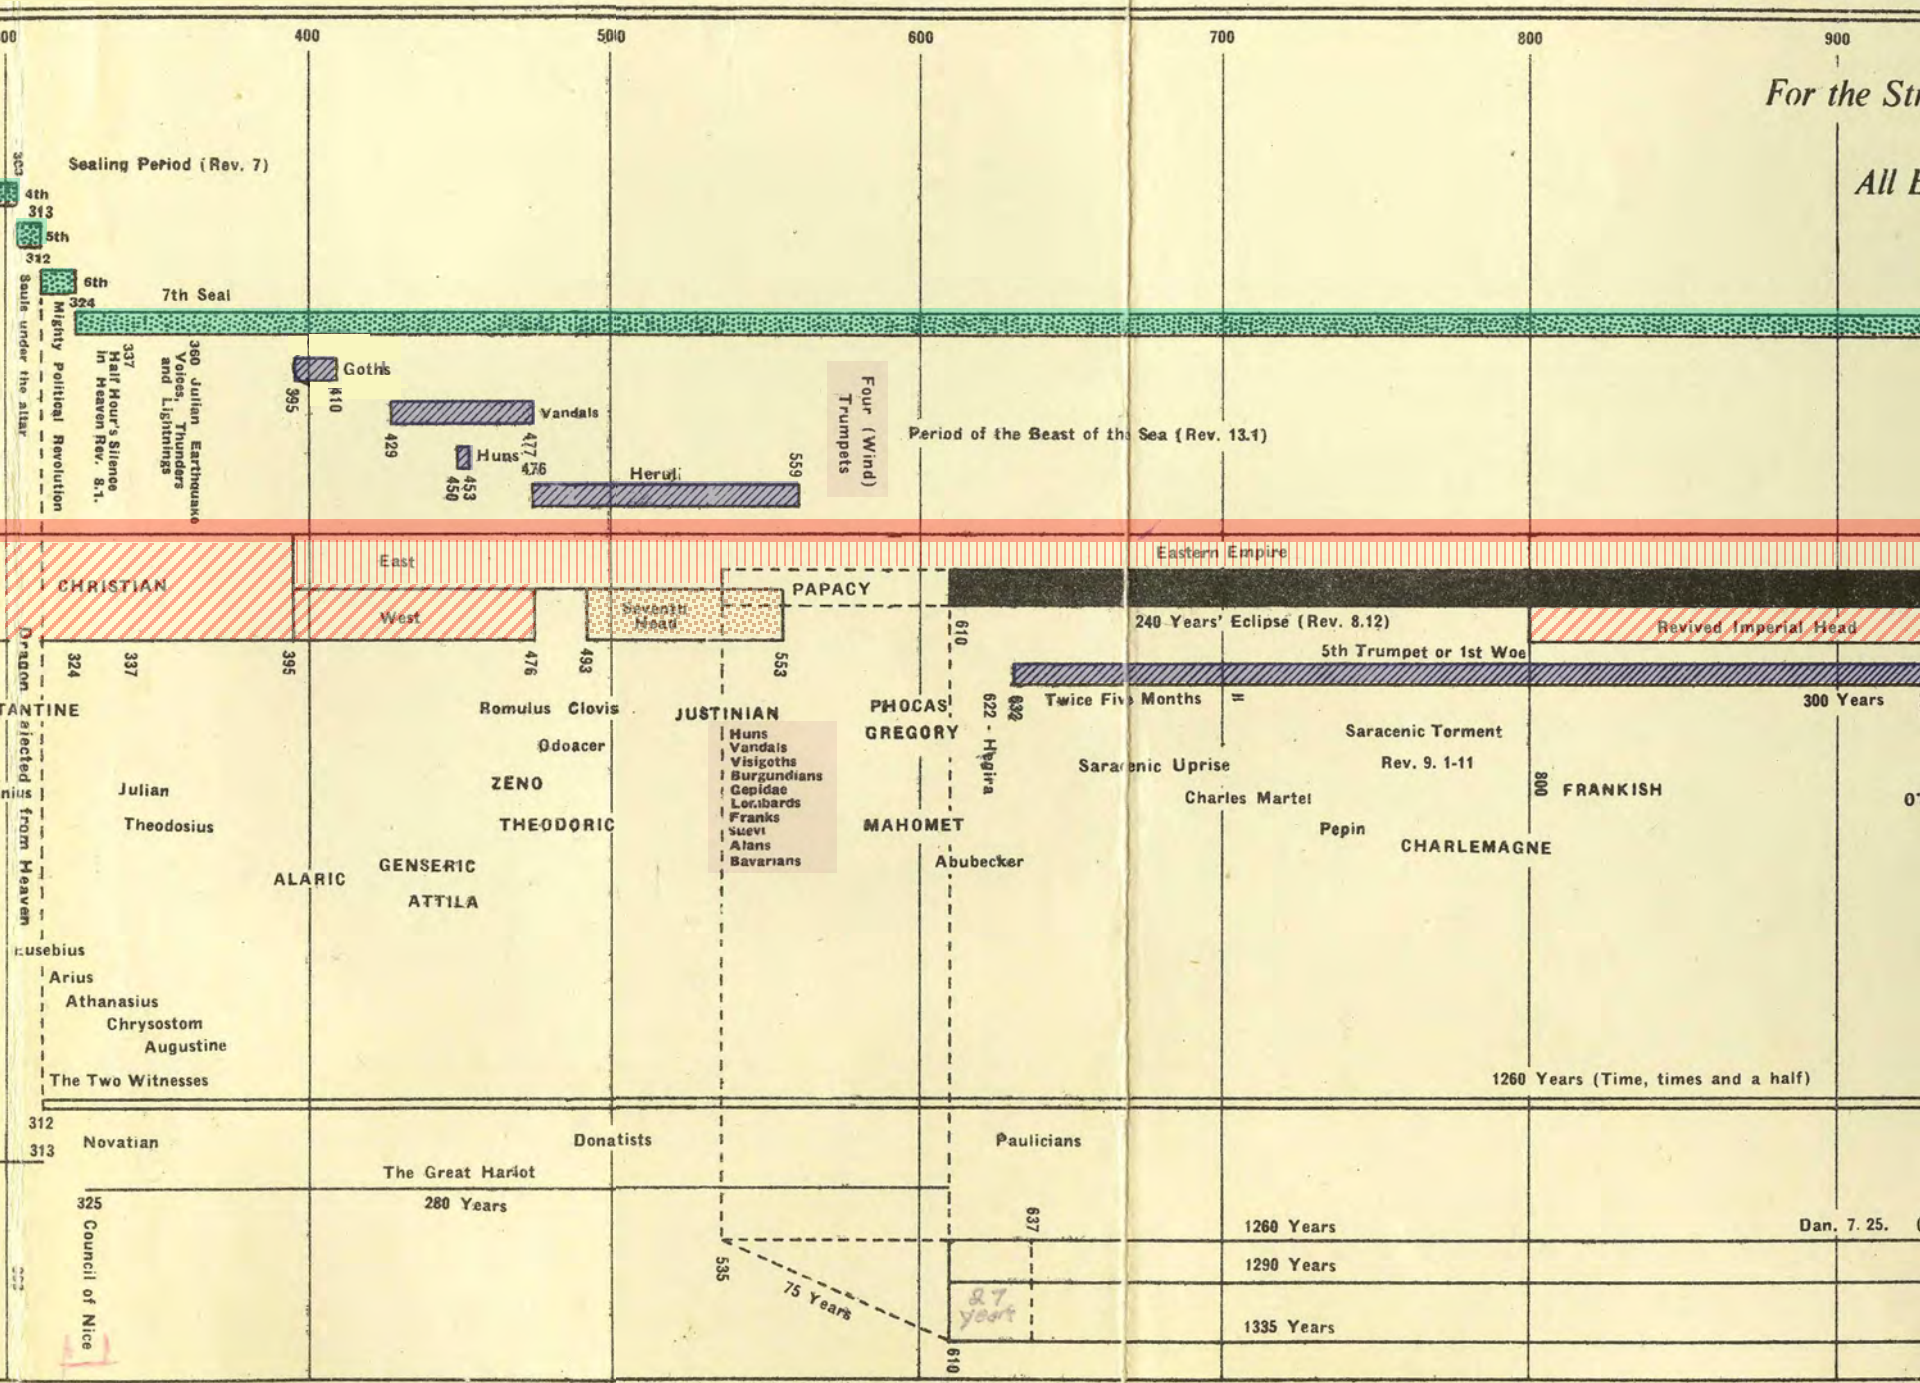 400
500
600
700
800
900
For the
All
Sealing Period (Rev. 7)
303
4th
313
5th
312
6th
324
7th Seal
Souls under the altar
Mighty Political Revolution
337
Half Hour's Silence
in Heaven Rev. 8.1.
360 Julian Earthquake
Voices, Thunders
and Lightnings
Goths
395
410
Vandals
429
477
Huns
450
453
476
Heruli
559
Four (Wind)
Trumpets
Period of the Beast of the Sea (Rev. 13.1)
CHRISTIAN
East
West
Seventh
Head
PAPACY
Eastern Empire
240 Years' Eclipse (Rev. 8.12)
Revived Imperial Head
5th Trumpet or 1st Woe
324
337
395
476
493
553
610
622 - Hegira
632
Twice Five Months
=
300 Years
Dragon ejected from Heaven
TANTINE
Romulus Clovis
JUSTINIAN
PHOCAS
GREGORY
Odoacer
Huns
Vandals
Visigoths
Burgundians
Gepidae
Lombards
Franks
Suevi
Alans
Bavarians
Saracenic Torment
Rev. 9. 1-11
Saracenic Uprise
Charles Martel
Pepin
CHARLEMAGNE
800
FRANKISH
nius
Julian
Theodosius
ZENO
THEODORIC
MAHOMET
Abubecker
ALARIC
GENSERIC
ATTILA
Eusebius
Arius
Athanasius
Chrysostom
Augustine
The Two Witnesses
1260 Years (Time, times and a half)
312
313
Novatian
Donatists
Paulicians
The Great Harlot
280 Years
325
Council of Nice
535
75 Years
637
610
27
years
1260 Years
Dan. 7. 25.
1290 Years
1335 Years